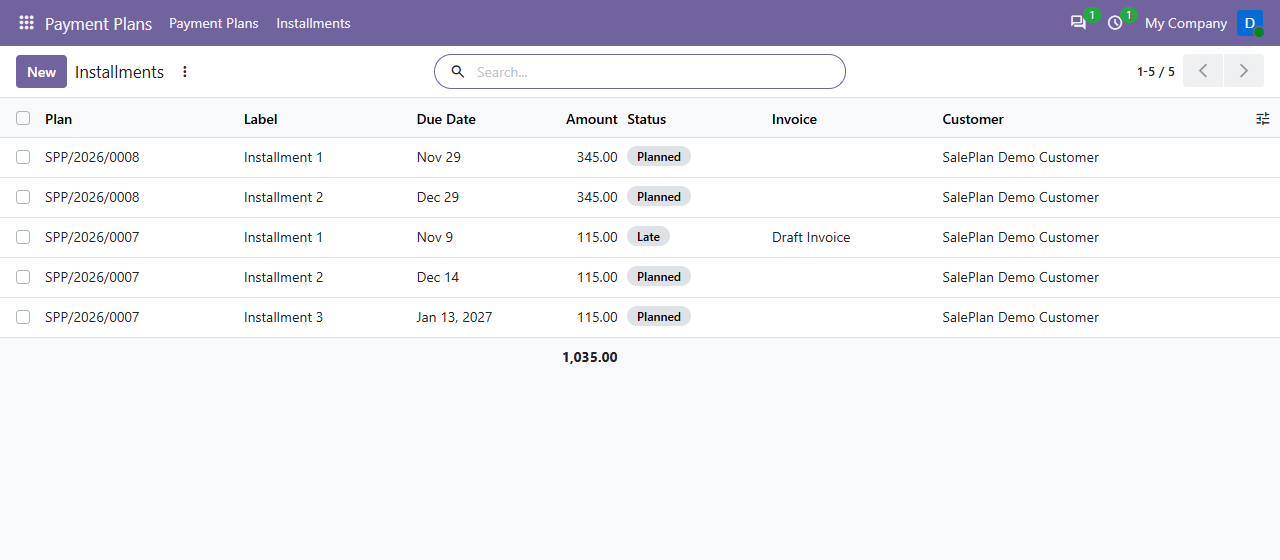 Payment Plans Payment Plans Installments 1 1 My Company D
New Installments Search... 1-5 / 5
Plan Label Due Date Amount Status Invoice Customer
SPP/2026/0008 Installment 1 Nov 29 345.00 Planned SalePlan Demo Customer
SPP/2026/0008 Installment 2 Dec 29 345.00 Planned SalePlan Demo Customer
SPP/2026/0007 Installment 1 Nov 9 115.00 Late Draft Invoice SalePlan Demo Customer
SPP/2026/0007 Installment 2 Dec 14 115.00 Planned SalePlan Demo Customer
SPP/2026/0007 Installment 3 Jan 13, 2027 115.00 Planned SalePlan Demo Customer
1,035.00